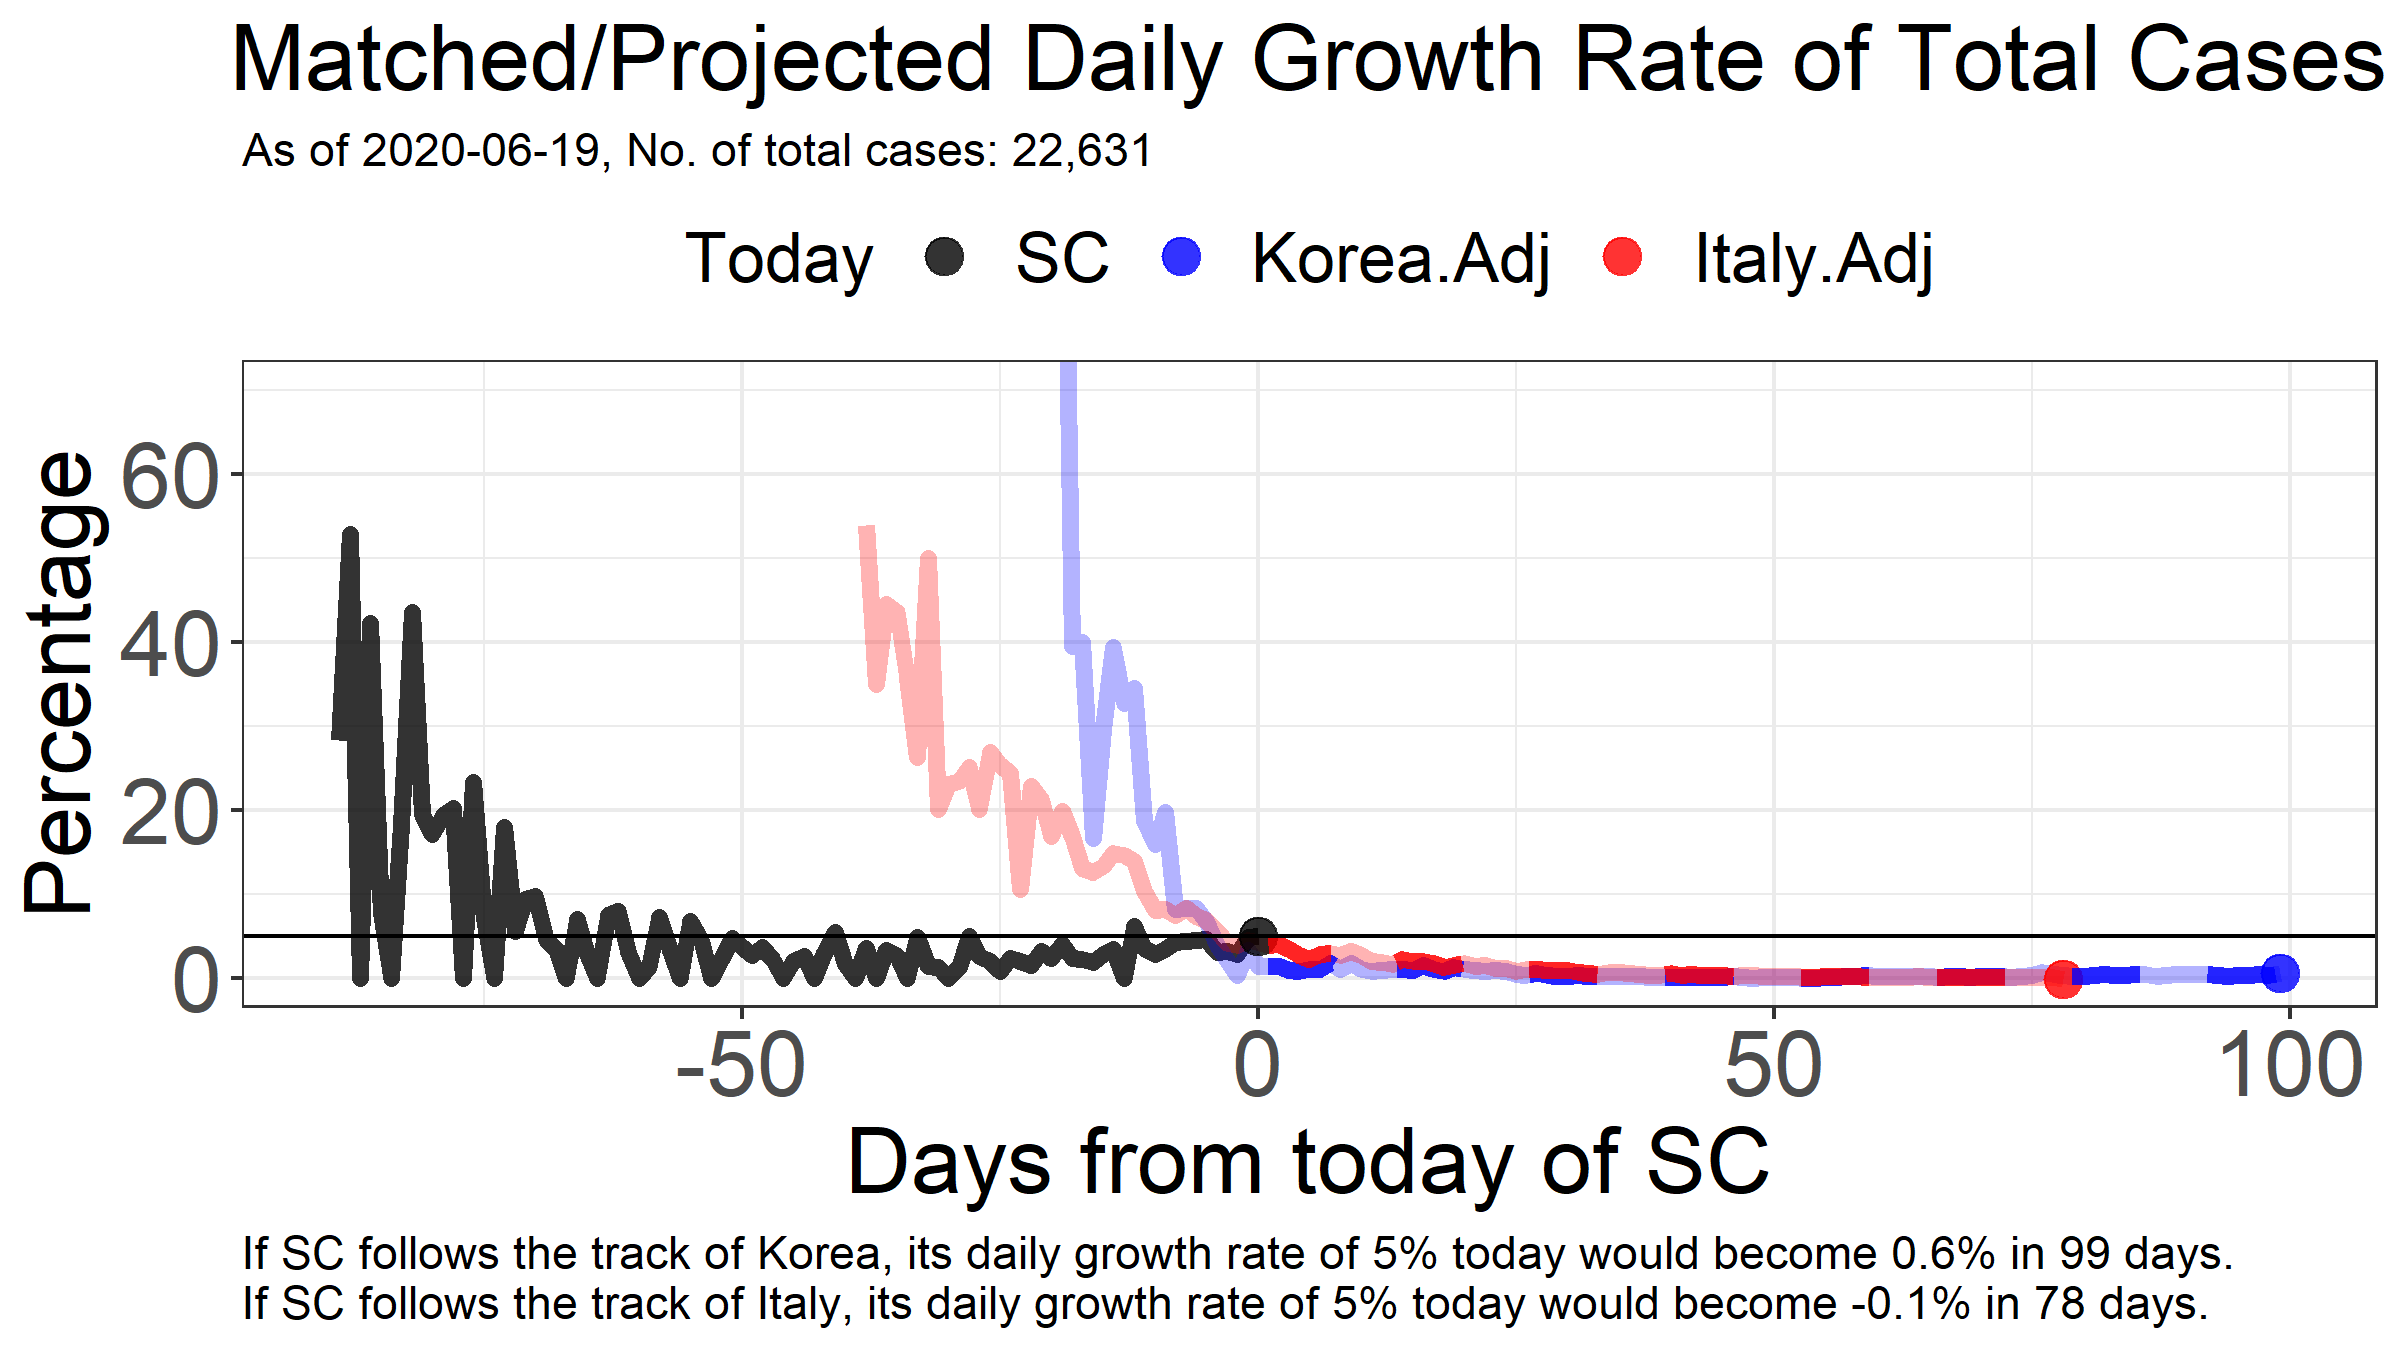 Matched/Projected Daily Growth Rate of Total Cases
As of 2020-06-19, No. of total cases: 22,631
Today SC Korea.Adj Italy.Adj
Percentage
60
40
20
0
-50 0 50 100
Days from today of SC
If SC follows the track of Korea, its daily growth rate of 5% today would become 0.6% in 99 days.
If SC follows the track of Italy, its daily growth rate of 5% today would become -0.1% in 78 days.